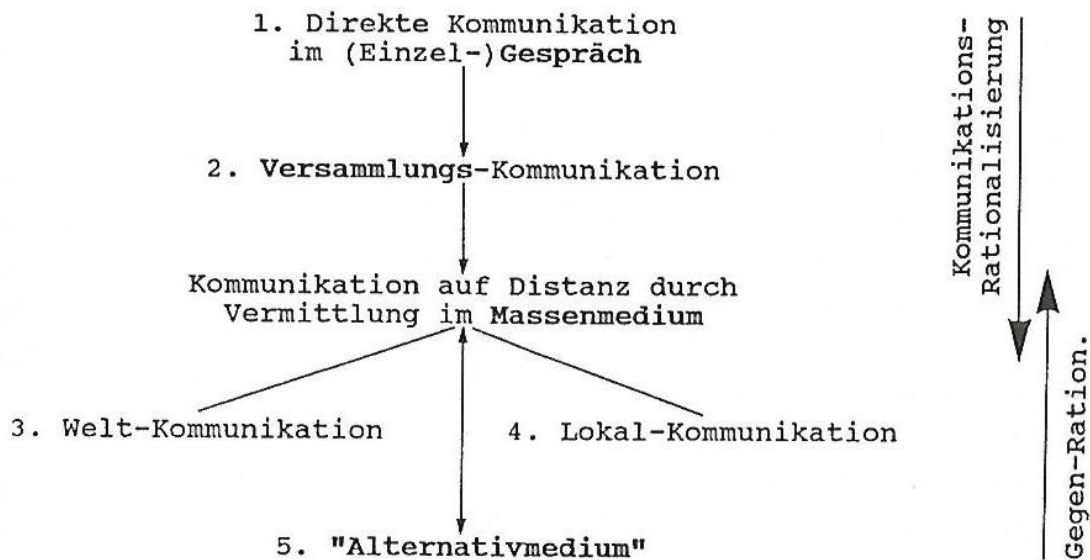 1. Direkte Kommunikation
im (Einzel-)Gespräch
2. Versammlungs-Kommunikation
Kommunikation auf Distanz durch
Vermittlung im Massenmedium
3. Welt-Kommunikation
4. Lokal-Kommunikation
5. "Alternativmedium"
Kommunikations-
Rationalisierung
Gegen-Ration.